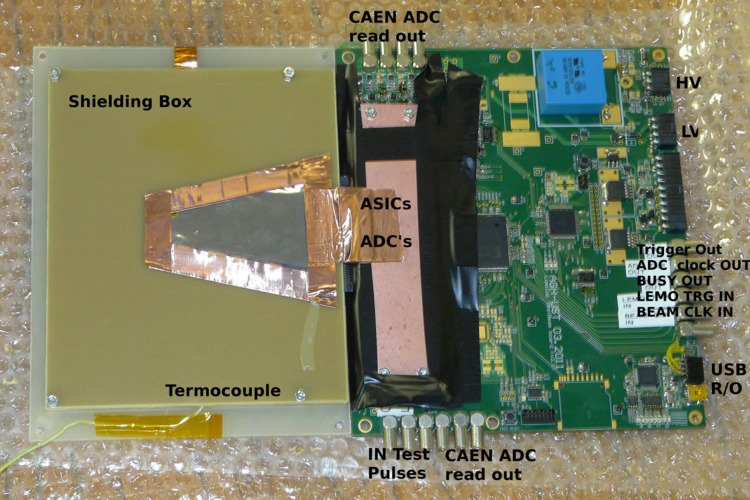 CAEN ADC
read out
HV
Shielding Box
LV
ASICs
ADC's
Trigger Out
ADC clock OUT
BUSY OUT
LEMO TRG IN
BEAM CLK IN
USB
R/O
Termocouple
IN Test
Pulses
CAEN ADC
read out